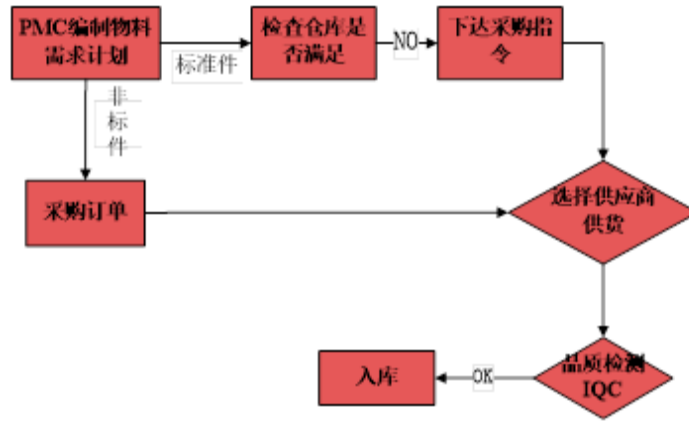 PMC编制物料
需求计划
标准件
检查仓库是
否满足
NO
下达采购指
令
非
标
件
采购订单
选择供应商
供货
品质检测
IQC
OK
入库